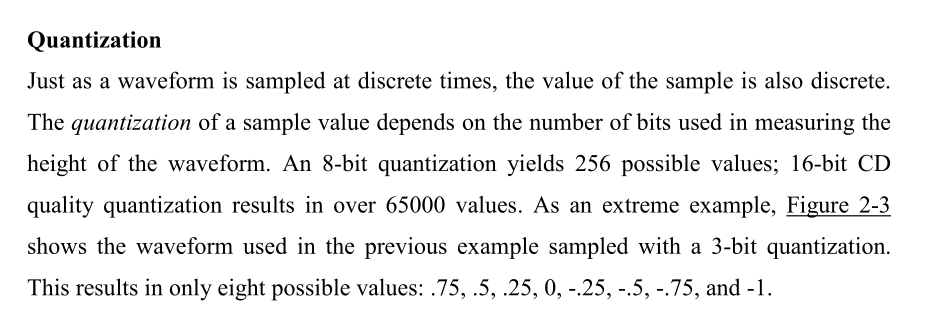 Quantization
Just as a waveform is sampled at discrete times, the value of the sample is also discrete.
The quantization of a sample value depends on the number of bits used in measuring the
height of the waveform. An 8-bit quantization yields 256 possible values; 16-bit CD
quality quantization results in over 65000 values. As an extreme example, Figure 2-3
shows the waveform used in the previous example sampled with a 3-bit quantization.
This results in only eight possible values: .75, .5, .25, 0, -.25, -.5, -.75, and -1.